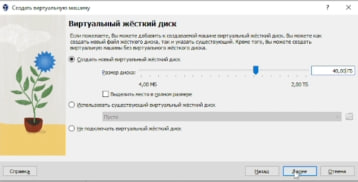 Создать виртуальную машину
Виртуальный жёсткий диск
Если пожелаете, Вы можете добавить к создаваемой машине виртуальный жёсткий диск. Вы можете как
создать новый файл жёсткого диска, так и указать существующий. Кроме того, Вы можете создать
виртуальную машину без виртуального жёсткого диска.
Создать новый виртуальный жёсткий диск
Размер диска:
4,00 МБ
2,00 ТБ
Выделить место в полном размере
Использовать существующий виртуальный жёсткий диск
Пусто
Не подключать виртуальный жёсткий диск
Справка
Назад
Далее
Отмена